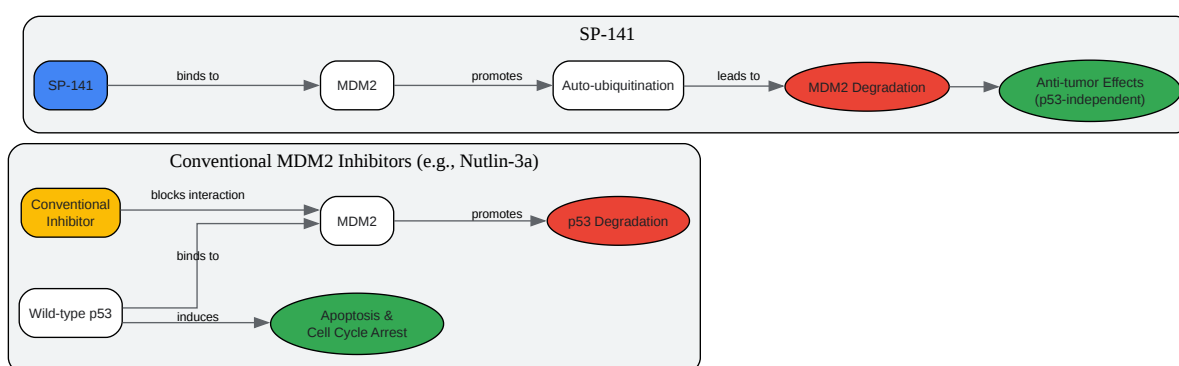 SP-141
SP-141
binds to
MDM2
promotes
Auto-ubiquitination
leads to
MDM2 Degradation
Anti-tumor Effects
(p53-independent)
Conventional MDM2 Inhibitors (e.g., Nutlin-3a)
Conventional
Inhibitor
blocks interaction
MDM2
promotes
p53 Degradation
binds to
Wild-type p53
induces
Apoptosis &
Cell Cycle Arrest